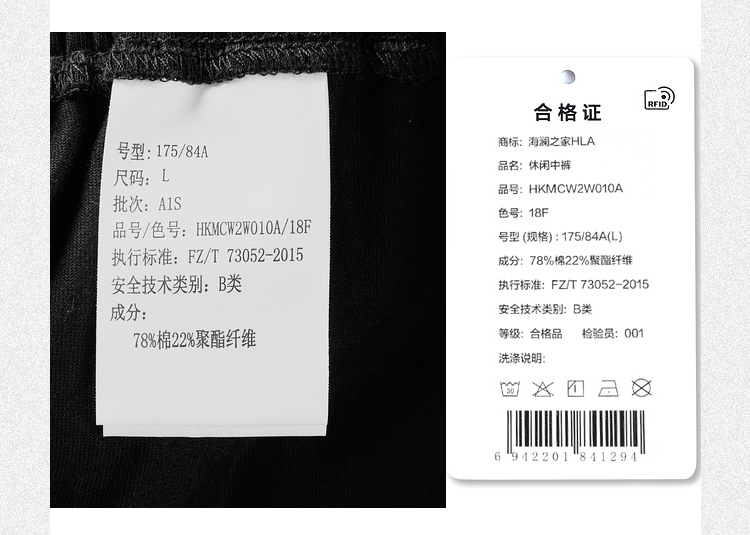 号型: 175/84A
尺码: L
批次: A1S
品号/色号: HKMCW2W010A/18F
执行标准: FZ/T 73052-2015
安全技术类别: B类
成分:
78%棉22%聚酯纤维
RFID
合格证
商标: 海澜之家HLA
品名: 休闲中裤
品号: HKMCW2W010A
色号: 18F
号型 (规格) : 175/84A(L)
成分: 78%棉22%聚酯纤维
执行标准: FZ/T 73052-2015
安全技术类别: B类
等级: 合格品 检验员: 001
洗涤说明:
30
6 942201 841294